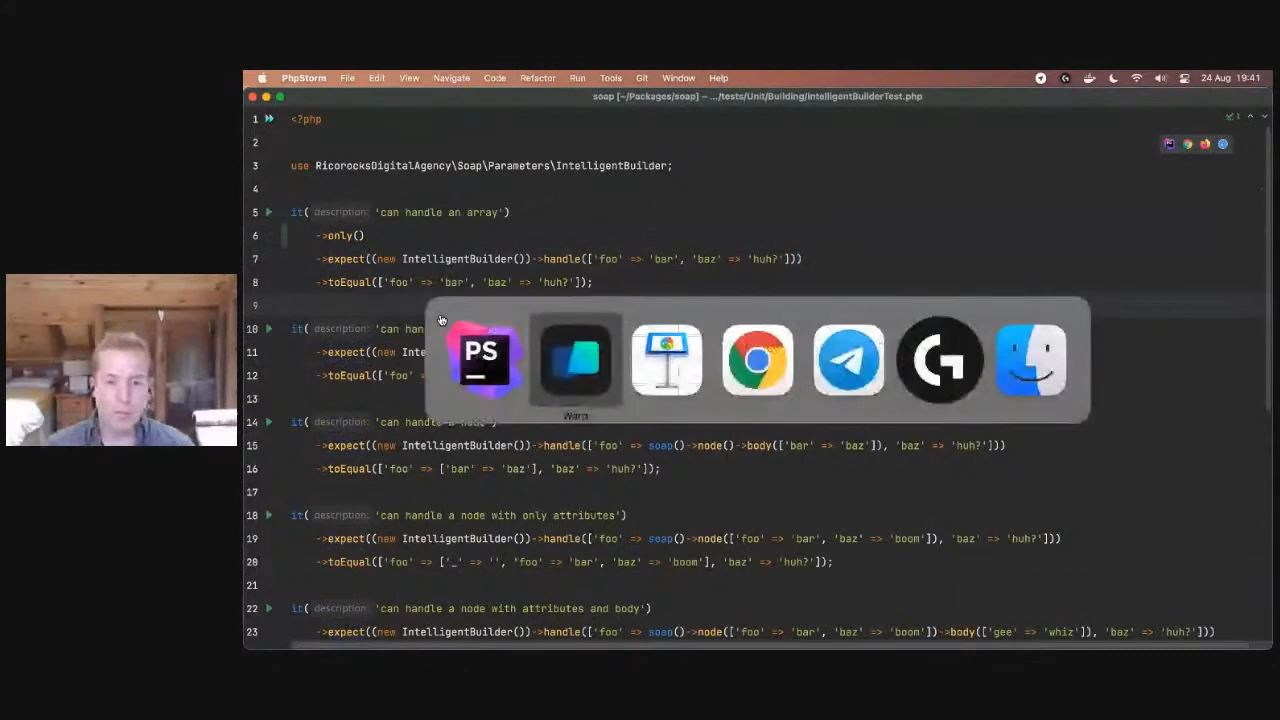 PhpStorm File Edit View Navigate Code Refactor Run Tools Git Window Help 24 Aug 19:41
soap [~/Packages/soap] – .../tests/Unit/Building/IntelligentBuilderTest.php
1 <?php
1
2
3 use RicorocksDigitalAgency\Soap\Parameters\IntelligentBuilder;
4
5 it( description: 'can handle an array')
6 ->only()
7 ->expect((new IntelligentBuilder())->handle(['foo' => 'bar', 'baz' => 'huh?']))
8 ->toEqual(['foo' => 'bar', 'baz' => 'huh?']);
9
10 it( description: 'can han
11 ->expect((new Inte
12 ->toEqual(['foo' =
13
14 it( description: 'can handle a node')
15 ->expect((new IntelligentBuilder())->handle(['foo' => soap()->node()->body(['bar' => 'baz']), 'baz' => 'huh?']))
16 ->toEqual(['foo' => ['bar' => 'baz'], 'baz' => 'huh?']);
17
18 it( description: 'can handle a node with only attributes')
19 ->expect((new IntelligentBuilder())->handle(['foo' => soap()->node(['foo' => 'bar', 'baz' => 'boom']), 'baz' => 'huh?']))
20 ->toEqual(['foo' => ['_' => '', 'foo' => 'bar', 'baz' => 'boom'], 'baz' => 'huh?']);
21
22 it( description: 'can handle a node with attributes and body')
23 ->expect((new IntelligentBuilder())->handle(['foo' => soap()->node(['foo' => 'bar', 'baz' => 'boom'])->body(['gee' => 'whiz']), 'baz' => 'huh?']))
PS
Warp